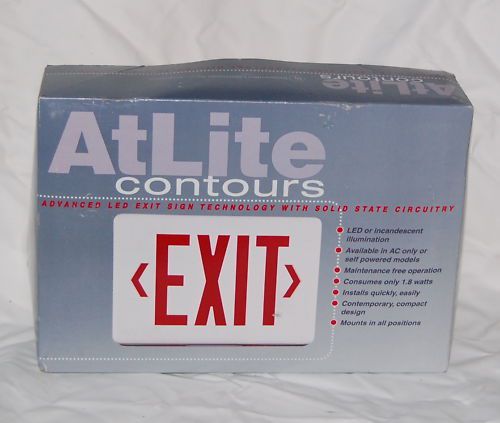 AtLite
contours
AtLite
contours
ADVANCED LED EXIT SIGN TECHNOLOGY WITH SOLID STATE CIRCUITRY
‹EXIT›
LED or incandescent
illumination
Available in AC only or
self powered models
Maintenance free operation
Consumes only 1.8 watts
Installs quickly, easily
Contemporary, compact
design
Mounts in all positions